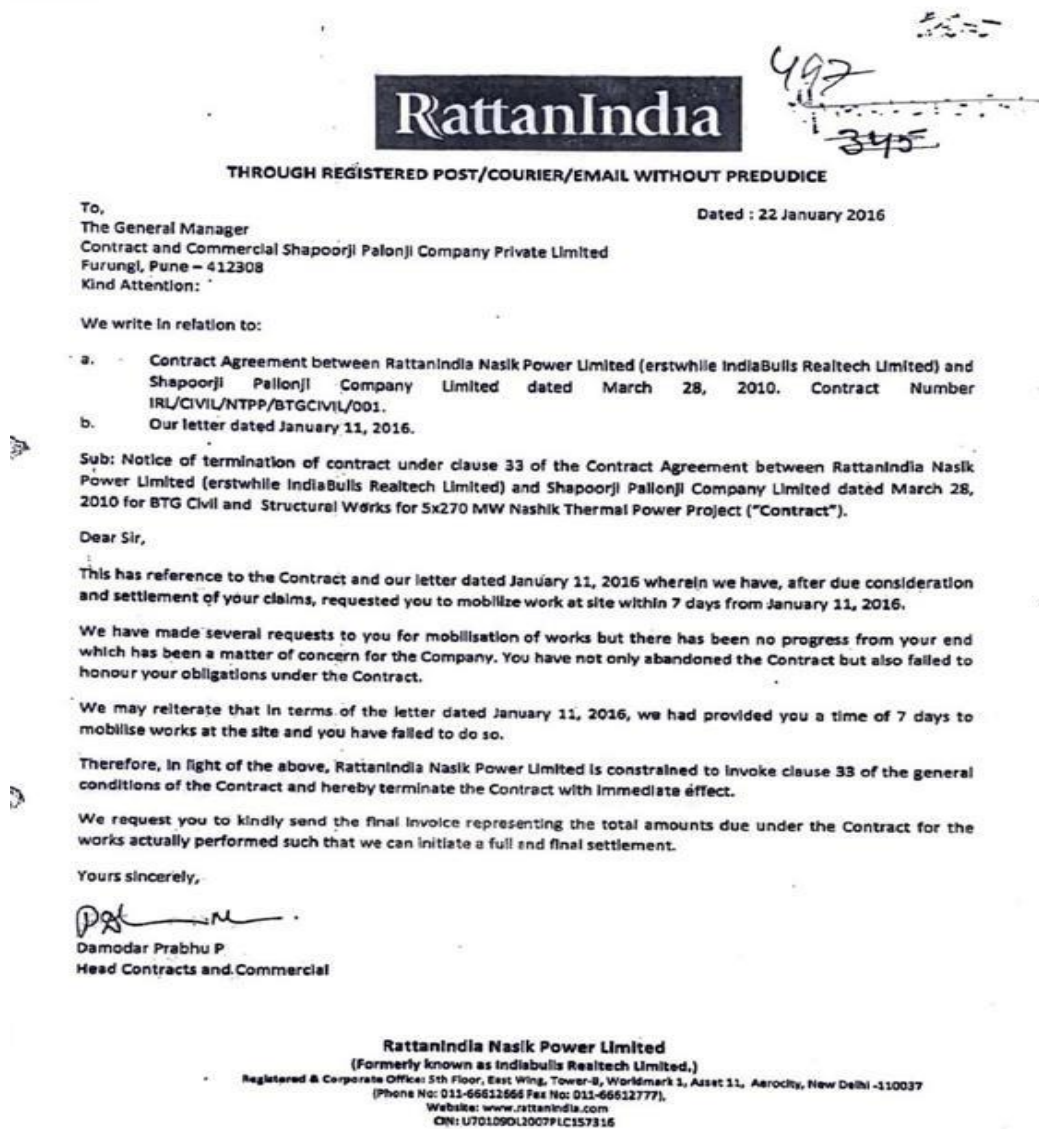 497
345
RattanIndia
THROUGH REGISTERED POST/COURIER/EMAIL WITHOUT PREDUDICE
To,
Dated : 22 January 2016
The General Manager
Contract and Commercial Shapoorji Palonji Company Private Limited
Furungi, Pune – 412308
Kind Attention:
We write in relation to:
a. Contract Agreement between RattanIndia Nasik Power Limited (erstwhile IndiaBulls Realtech Limited) and
Shapoorji Pallonji Company Limited dated March 28, 2010. Contract Number
IRL/CIVIL/NTPP/BTGCIVIL/001.
b. Our letter dated January 11, 2016.
Sub: Notice of termination of contract under clause 33 of the Contract Agreement between RattanIndia Nasik
Power Limited (erstwhile IndiaBulls Realtech Limited) and Shapoorji Pallonji Company Limited dated March 28,
2010 for BTG Civil and Structural Works for 5x270 MW Nashik Thermal Power Project ("Contract").
Dear Sir,
This has reference to the Contract and our letter dated January 11, 2016 wherein we have, after due consideration
and settlement of your claims, requested you to mobilize work at site within 7 days from January 11, 2016.
We have made several requests to you for mobilisation of works but there has been no progress from your end
which has been a matter of concern for the Company. You have not only abandoned the Contract but also failed to
honour your obligations under the Contract.
We may reiterate that in terms of the letter dated January 11, 2016, we had provided you a time of 7 days to
mobilise works at the site and you have failed to do so.
Therefore, in light of the above, RattanIndia Nasik Power Limited is constrained to invoke clause 33 of the general
conditions of the Contract and hereby terminate the Contract with immediate effect.
We request you to kindly send the final invoice representing the total amounts due under the Contract for the
works actually performed such that we can initiate a full and final settlement.
Yours sincerely,
Damodar Prabhu P
Head Contracts and Commercial
RattanIndia Nasik Power Limited
(Formerly known as Indiabulls Realtech Limited,)
Registered & Corporate Office: 5th Floor, East Wing, Tower-B, Worldmark 1, Asset 11, Aerocity, New Delhi -110037
(Phone No: 011-66612666 Fax No: 011-66612777),
Website: www.rattanindia.com
CIN: U70109DL2007PLC157316